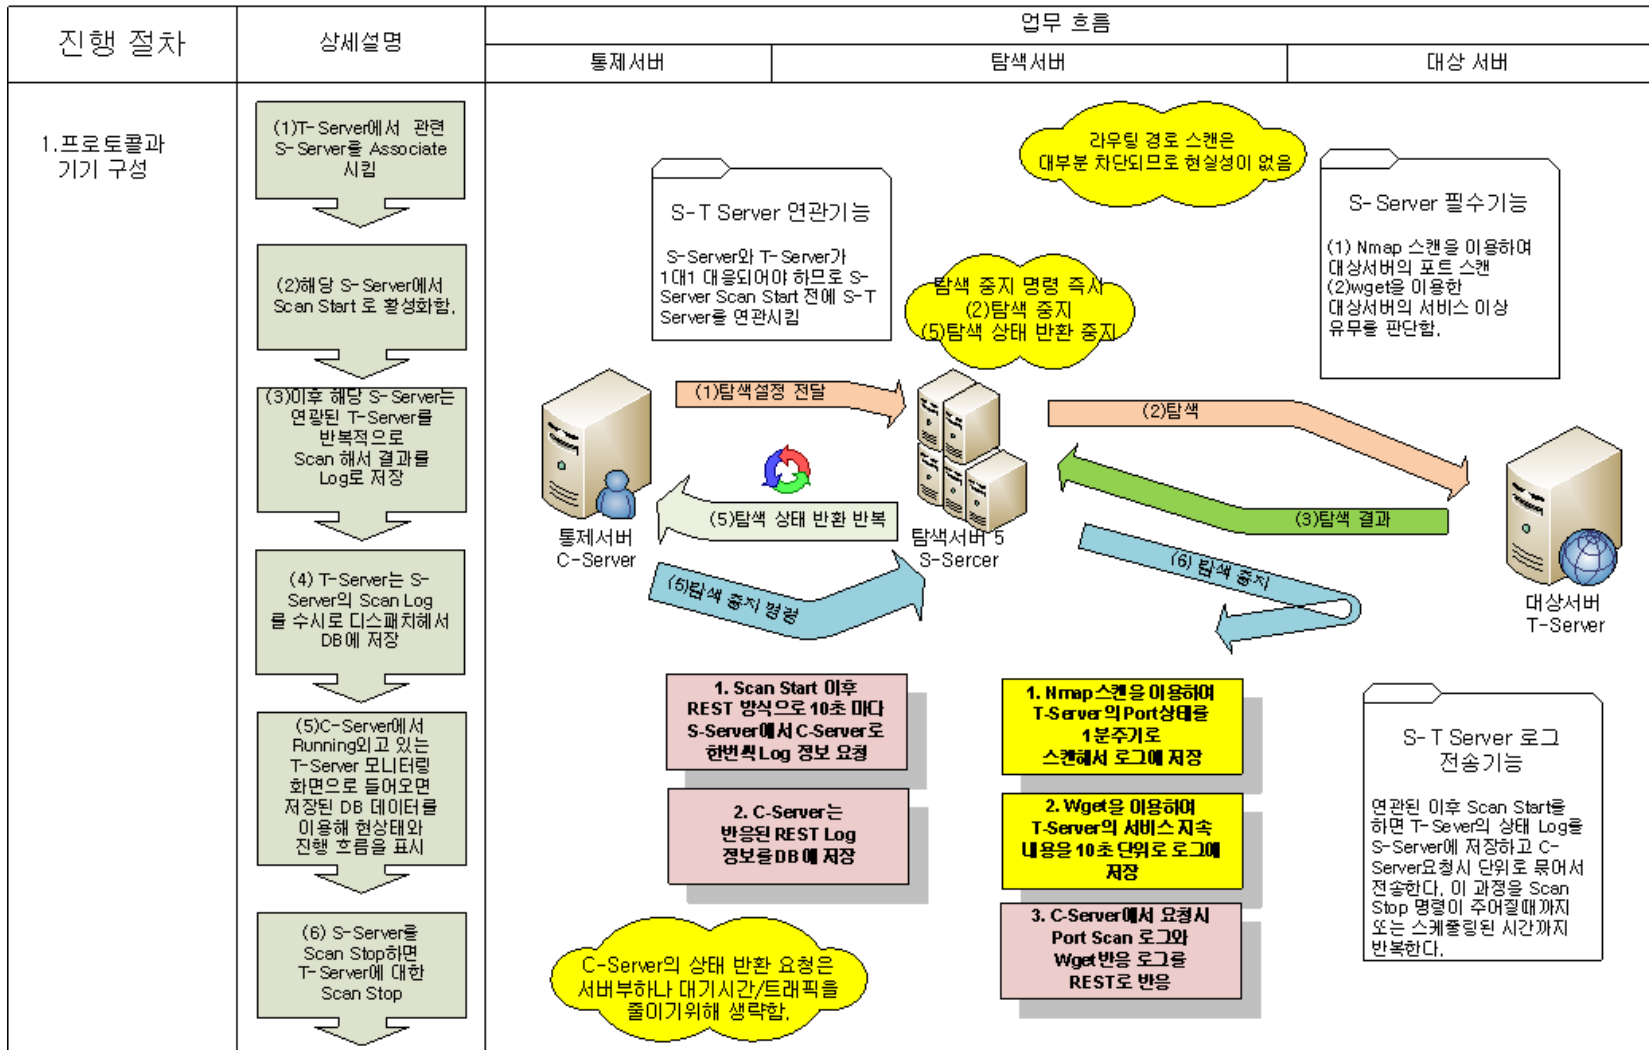 진행 절차
상세설명
업무 흐름
통제서버
탐색서버
대상 서버
1.프로토콜과
기기 구성
(1)T-Server에서 관련
S-Server를 Associate
시킴
(2)해당 S-Server에서
Scan Start 로 활성화함.
(3)이후 해당 S-Server는
연괂된 T-Server를
반복적으로
Scan 해서 결과를
Log로 저장
(4) T-Server는 S-
Server의 Scan Log
를 수시로 디스패치해서
DB에 저장
(5)C-Server에서
Running외고 있는
T-Server 모니터링
화면으로 들어오면
저장된 DB 데이터를
이용해 현상태와
진행 흐름을 표시
(6) S-Server를
Scan Stop하면
T-Server에 대한
Scan Stop
라우팅 경로 스캔은
대부분 차단되므로 현실성이 없음
S-T Server 연관기능
S-Server와 T-Server가
1대1 대응되어야 하므로 S-
Server Scan Start 전에 S-T
Server를 연관시킴
탐색 중지 명령 즉시
(2)탐색 중지
(5)탐색 상태 반환 중지
S-Server 필수기능
(1) Nmap 스캔을 이용하여
대상서버의 포트 스캔
(2)wget을 이용한
대상서버의 서비스 이상
유무를 판단함.
(1)탐색설정 전달
(2)탐색
(5)탐색 상태 반환 반복
(3)탐색 결과
통제서버
C-Server
탐색서버 5
S-Sercer
(5)탐색 중지 명령
(6) 탐색 중지
대상서버
T-Server
1. Scan Start 이후
REST 방식으로 10초 마다
S-Server에서 C-Server로
한번씩 Log 정보 요청
2. C-Server는
반응된 REST Log
정보를 DB에 저장
1. Nmap 스캔을 이용하여
T-Server의 Port상태를
1분주기로
스캔해서 로그에 저장
2. Wget을 이용하여
T-Server의 서비스 지속
내용을 10초 단위로 로그에
저장
3. C-Server에서 요청시
Port Scan 로그와
Wget 반응 로그를
REST로 반응
S-T Server 로그
전송기능
연관된 이후 Scan Start를
하면 T-Sever의 상태 Log를
S-Server에 저장하고 C-
Server요청시 단위로 묶어서
전송한다. 이 과정을 Scan
Stop 명령이 주어질때까지
또는 스케쥴링된 시간까지
반복한다.
C-Server의 상태 반환 요청은
서버부하나 대기시간/트래픽을
줄이기위해 생략함.